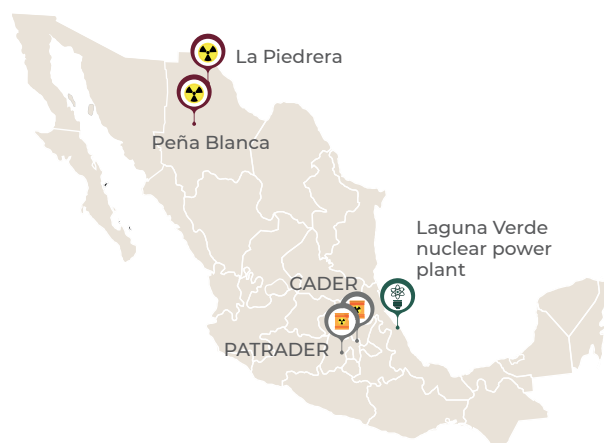 La Piedrera
Peña Blanca
Laguna Verde
nuclear power
plant
CADER
PATRADER